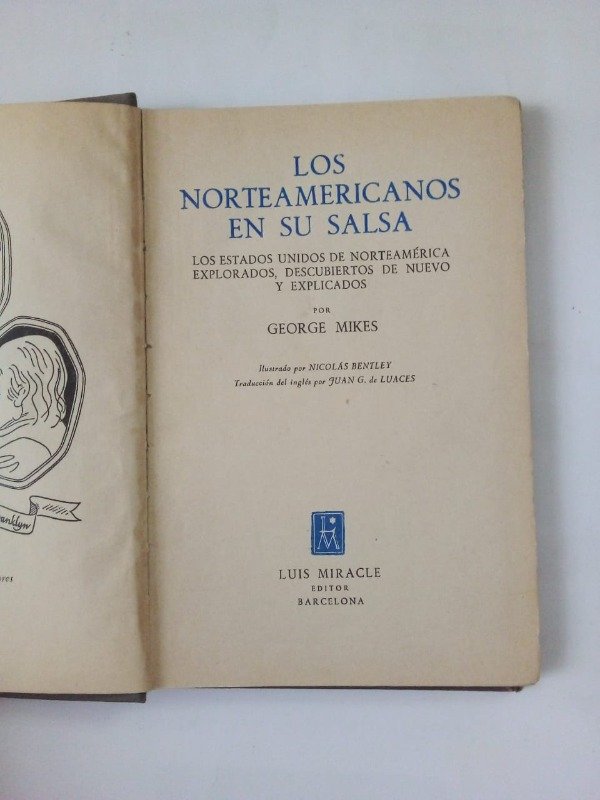 LOS
NORTEAMERICANOS
EN SU SALSA
LOS ESTADOS UNIDOS DE NORTEAMÉRICA
EXPLORADOS, DESCUBIERTOS DE NUEVO
Y EXPLICADOS
POR
GEORGE MIKES
Ilustrado por NICOLÁS BENTLEY
Traducción del inglés por JUAN G. de LUACES
LM
LUIS MIRACLE
EDITOR
BARCELONA